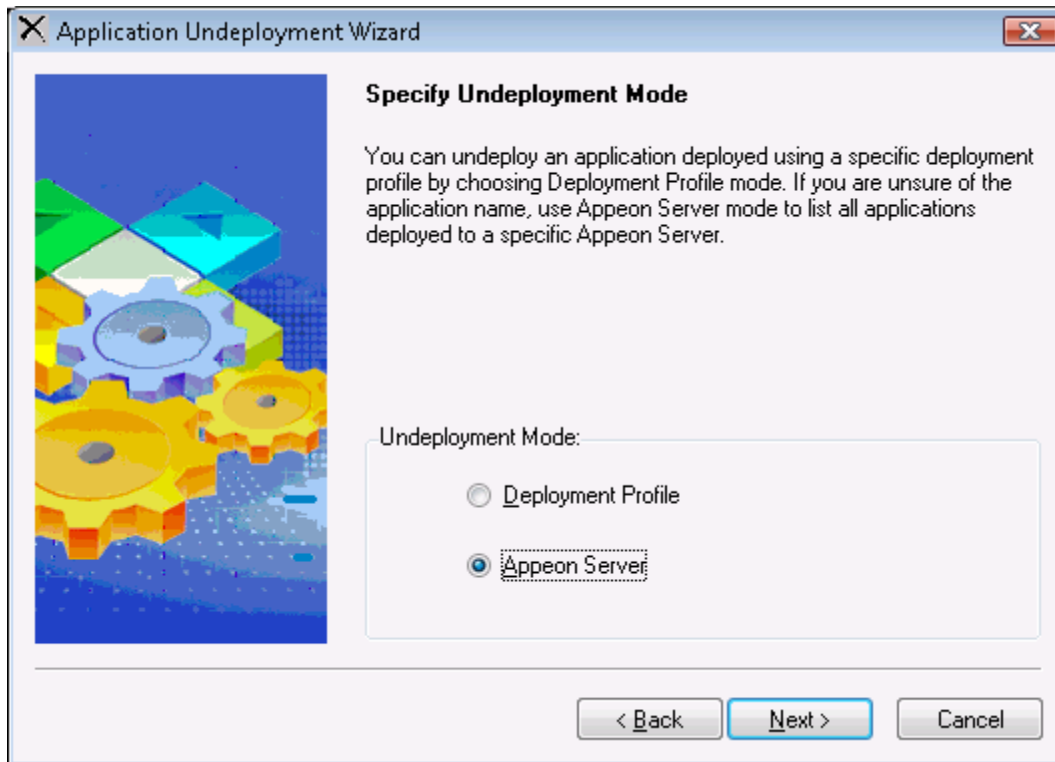 Application Undeployment Wizard
Specify Undeployment Mode
You can undeploy an application deployed using a specific deployment
profile by choosing Deployment Profile mode. If you are unsure of the
application name, use Appeon Server mode to list all applications
deployed to a specific Appeon Server.
Undeployment Mode:
Deployment Profile
Appeon Server
< Back
Next >
Cancel